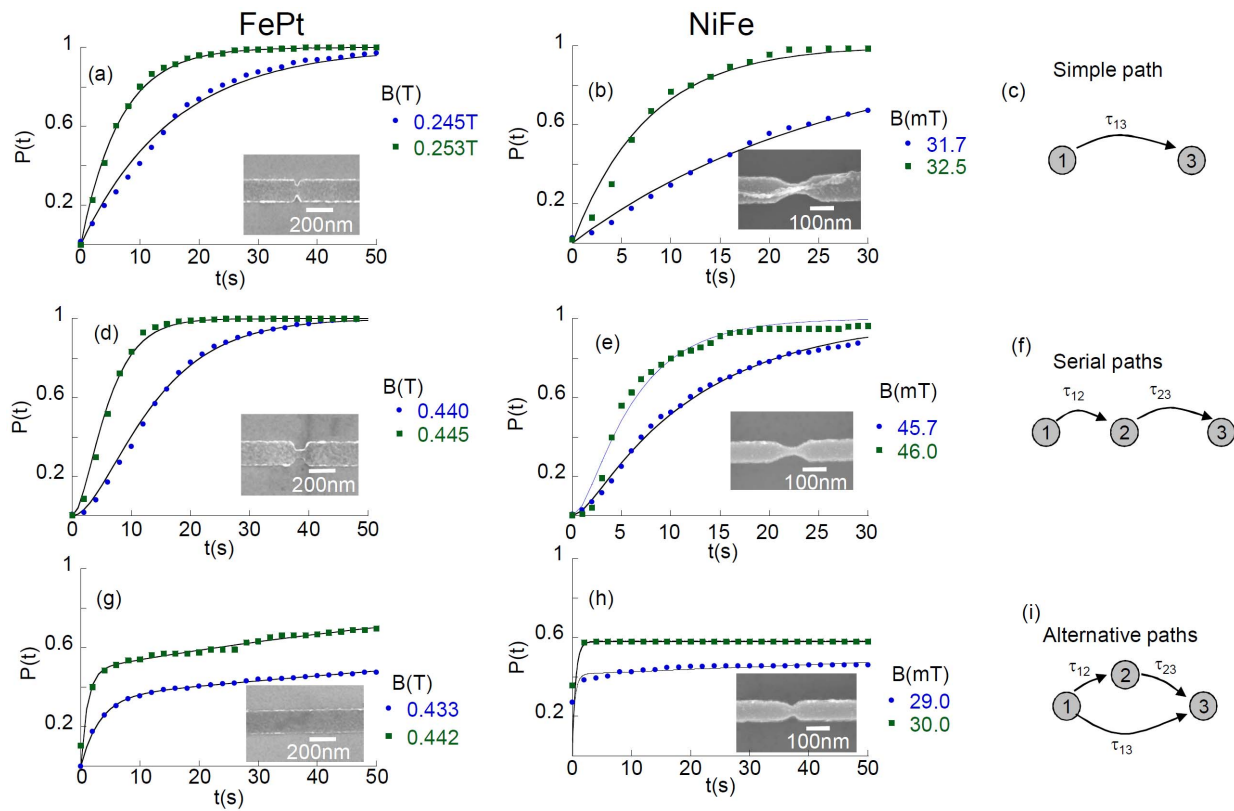 FePt
NiFe
(a)
P(t)
1
0.6
0.2
0 10 20 30 40 50
t(s)
B(T)
0.245T
0.253T
200nm
(b)
P(t)
1
0.6
0.2
0 5 10 15 20 25 30
t(s)
B(mT)
31.7
32.5
100nm
(c)
Simple path
τ13
1 3
(d)
P(t)
1
0.6
0.2
0 10 20 30 40 50
t(s)
B(T)
0.440
0.445
200nm
(e)
P(t)
1
0.6
0.2
0 5 10 15 20 25 30
t(s)
B(mT)
45.7
46.0
100nm
(f)
Serial paths
τ12 τ23
1 2 3
(g)
P(t)
1
0.6
0.2
0 10 20 30 40 50
t(s)
B(T)
0.433
0.442
200nm
(h)
P(t)
1
0.6
0.2
0 10 20 30 40 50
t(s)
B(mT)
29.0
30.0
100nm
(i)
Alternative paths
τ12 τ23
2
1 3
τ13